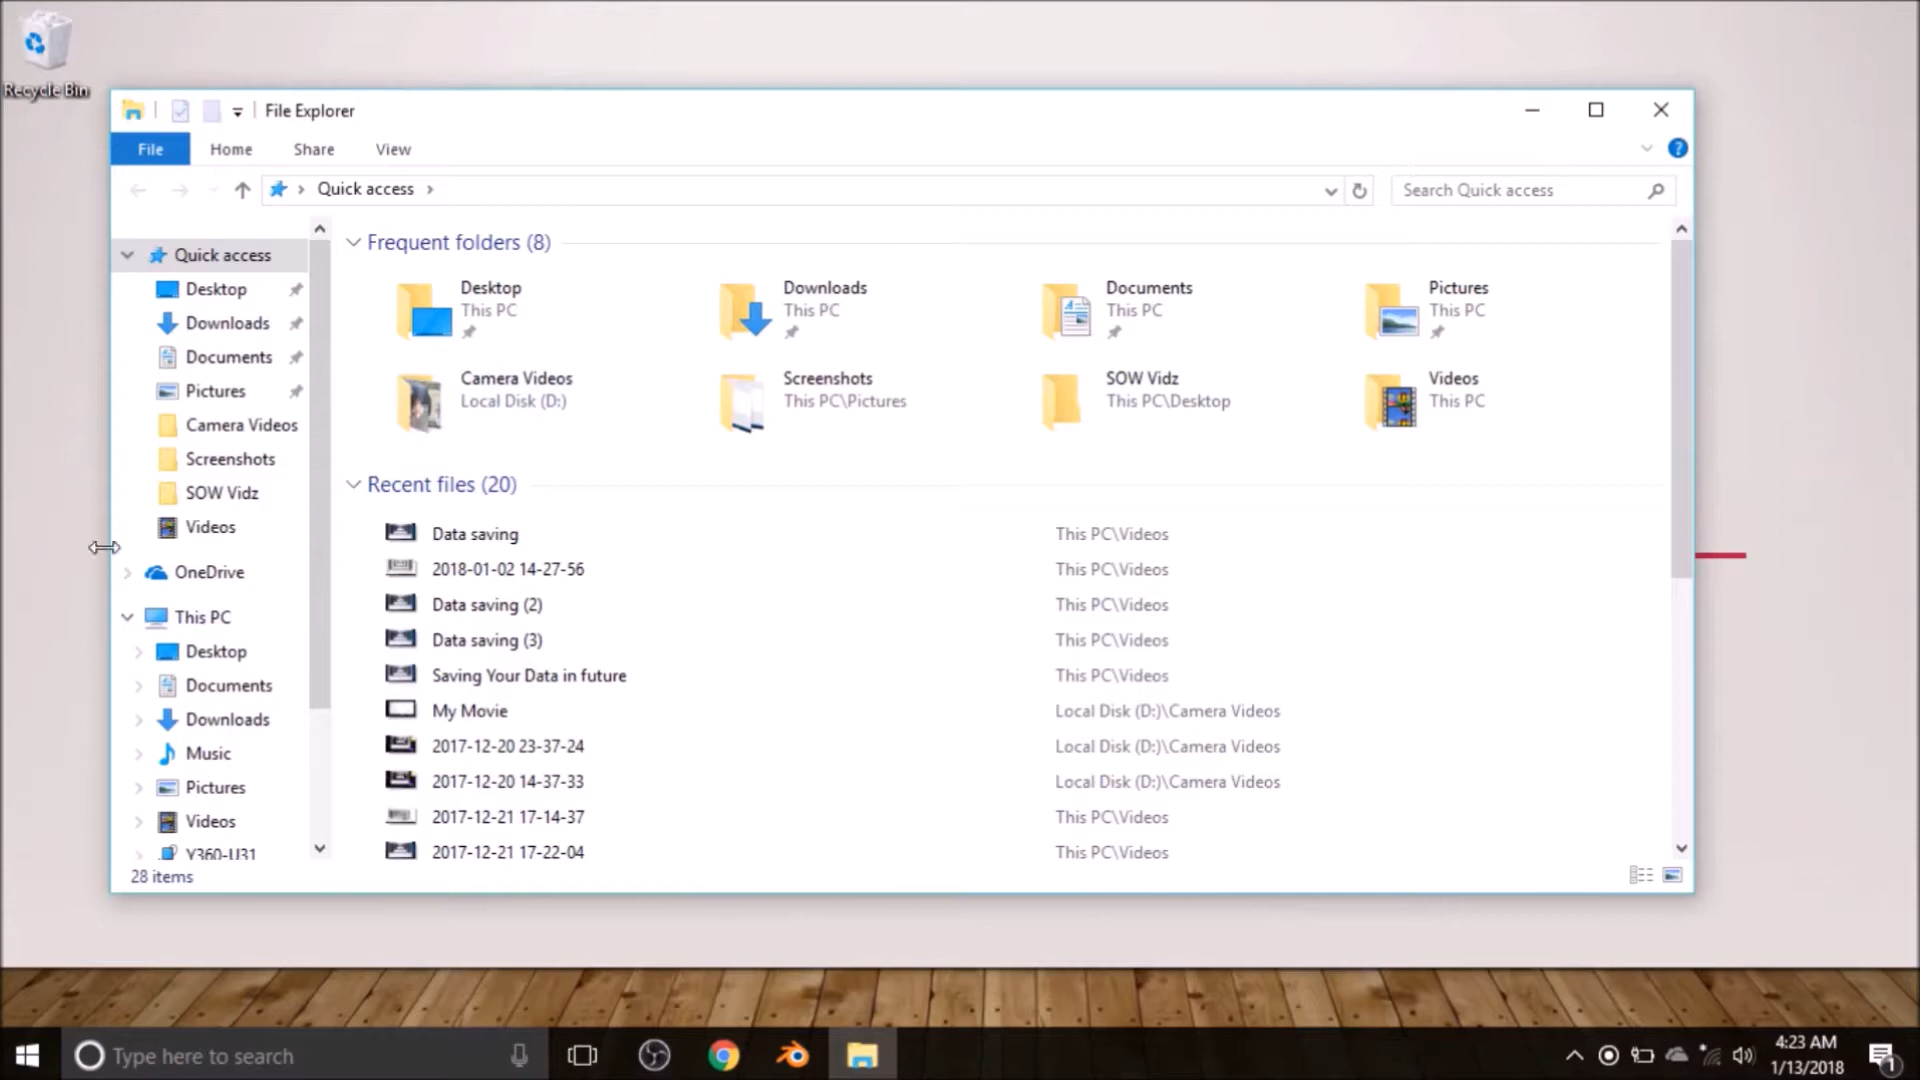 Recycle Bin
File Explorer
File Home Share View
Quick access
Search Quick access
Quick access
Desktop
Downloads
Documents
Pictures
Camera Videos
Screenshots
SOW Vidz
Videos
OneDrive
This PC
Desktop
Documents
Downloads
Music
Pictures
Videos
Y360-U31
28 items
Frequent folders (8)
Desktop
This PC
Downloads
This PC
Documents
This PC
Pictures
This PC
Camera Videos
Local Disk (D:)
Screenshots
This PC\Pictures
SOW Vidz
This PC\Desktop
Videos
This PC
Recent files (20)
Data saving This PC\Videos
2018-01-02 14-27-56 This PC\Videos
Data saving (2) This PC\Videos
Data saving (3) This PC\Videos
Saving Your Data in future This PC\Videos
My Movie Local Disk (D:)\Camera Videos
2017-12-20 23-37-24 Local Disk (D:)\Camera Videos
2017-12-20 14-37-33 Local Disk (D:)\Camera Videos
2017-12-21 17-14-37 This PC\Videos
2017-12-21 17-22-04 This PC\Videos
Type here to search
4:23 AM
1/13/2018
1